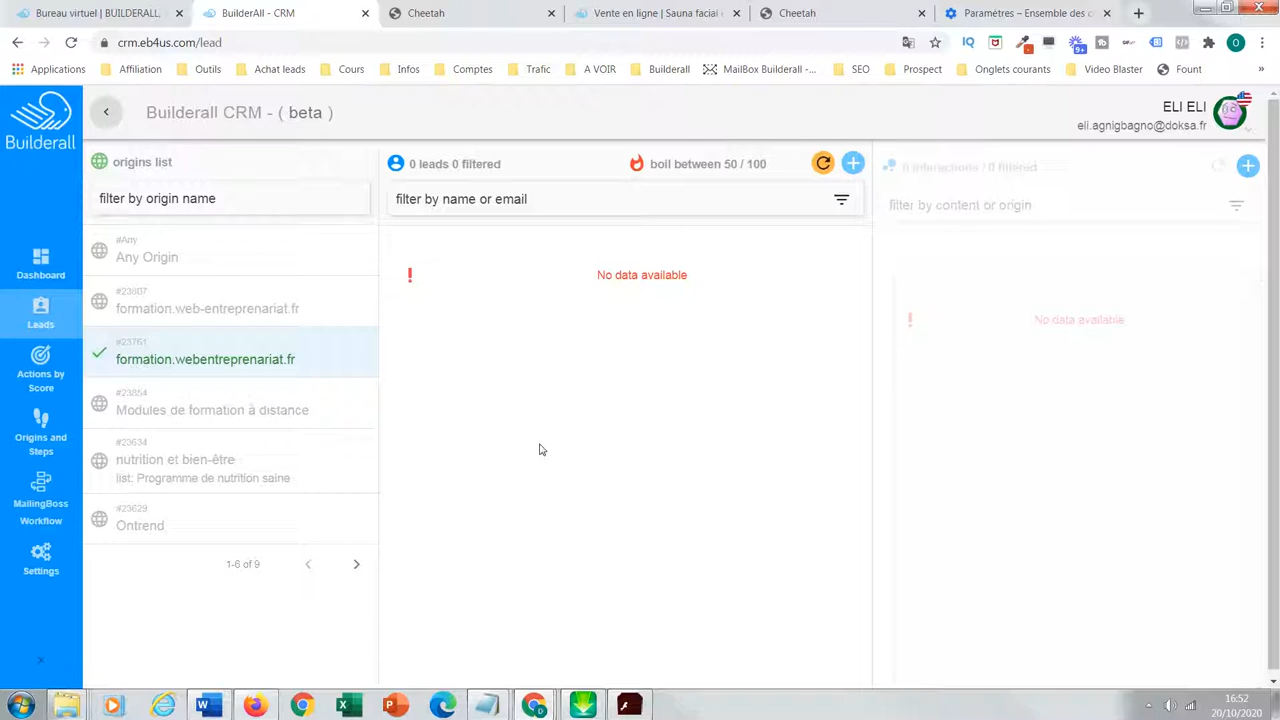 Bureau virtuel | BUILDERALL
BuilderAll - CRM
Cheetah
Vente en ligne | Sauna facial
Parametres – Ensemble des c
crm.eb4us.com/lead
Applications
Affiliation
Outils
Achat leads
Cours
Infos
Comptes
Trafic
A VOIR
Builderall
MailBox Builderall -...
SEO
Prospect
Onglets courants
Video Blaster
Fount
»
Builderall
Builderall CRM - ( beta )
ELI ELI
eli.agnigbagno@doksa.fr
origins list
0 leads 0 filtered
boil between 50 / 100
0 interactions / 0 filtered
filter by origin name
filter by name or email
filter by content or origin
Dashboard
Leads
Actions by
Score
Origins and
Steps
MailingBoss
Workflow
Settings
#Any
Any Origin
#23807
formation.web-entreprenariat.fr
#23761
formation.webentreprenariat.fr
#23854
Modules de formation à distance
#23634
nutrition et bien-être
list: Programme de nutrition saine
#23629
Ontrend
1-6 of 9
No data available
No data available
16:52
20/10/2020